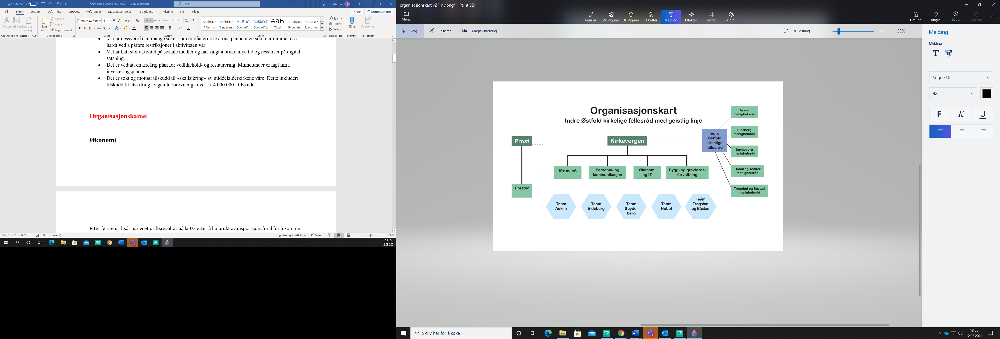 Lagre automatisk
Årsmelding 2020 II (003) (002) - Skrivebeskyttet
Søk
Bjørn Brustugun
BB
Fil Hjem Sett inn Utforming Oppsett Referanser Masseutsendelser Se gjennom Visning SPN Hjelp
Del Kommentarer
Avslutt Arkiver Lagre som ny versjon
Acos tillegg for Office 7.17.25
Lim inn
Klipp ut
Kopier
Kopier format
Utklippstavle
Times New Ror 11
F K U
Skrift
Avsnitt
AaBbCcDc AaBbCcDc AaBbCc AaBbCcE AaB AaBbCcD AaBbCcDc
¶ Normal ¶ Ingen m... Overskrift 1 Overskrift 2 Tittel Undertittel Svak uthe...
Stiler
Søk
Erstatt
Velg
Redigering
Dikter
Stemme
Følsomhet
Følsomhet
Vi har dessverre hatt mange saker som er relatert til korona pandemien som har rammet oss
hardt ved å påføre restriksjoner i aktiviteten vår.
Vi har hatt stor aktivitet på sosiale medier og har valgt å bruke mye tid og ressurser på digital
satsning.
Det er vedtatt en fireårig plan for vedlikehold- og restaurering. Minnelunder er lagt inn i
investeringsplanen.
Det er søkt og mottatt tilskudd til «skallsikring» av middelalderkirkene våre. Dette inkludert
tilskudd til utskifting av gamle rørovner ga over kr 4.000.000 i tilskudd.
Organisasjonskartet
Økonomi
Etter første driftsår har vi et driftsresultat på kr 0,- etter å ha brukt av disposisjonsfond for å komme
Side 5 av 10 3429 ord Norsk (bokmål)
Visningsinnstillinger Fokus 150 %
13:55
12.03.2021
organisasjonskart_IØF_ny.png* - Paint 3D
Meny
Pensler 2D-figurer 3D-figurer Etiketter Melding Effekter Lerret 3D-bibli...
Lim inn Angre Logg Gjør om
Velg Beskjær Magisk merking
3D-visning 33%
Melding
Melding
Segoe UI
48
F K U
Organisasjonskart
Indre Østfold kirkelige fellesråd med geistlig linje
Askim
menighetsråd
Eidsberg
menighetsråd
Spydeberg
menighetsråd
Hobøl og Tomter
menighetsråd
Trøgstad og Båstad
menighetsråd
Indre
Østfold
kirkelige
fellesråd
Prost
Kirkevergen
Menighet
Personal- og
kommunikasjon
Økonomi
og IT
Bygg- og gravferds-
forvaltning
Prester
Team
Askim
Team
Eidsberg
Team
Spyde-
berg
Team
Hobøl
Team
Trøgstad
og Båstad
Skriv her for å søke
13:55
12.03.2021